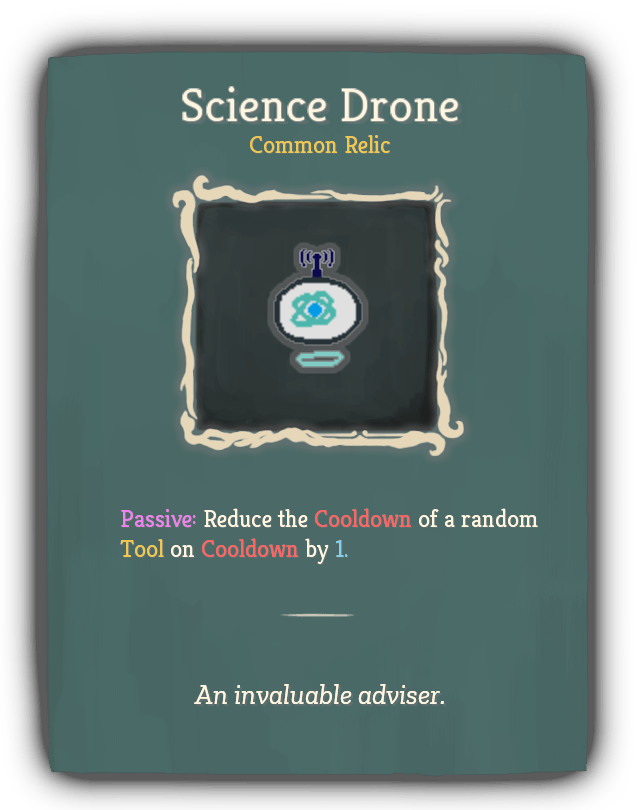 Science Drone
Common Relic
Passive: Reduce the Cooldown of a random
Tool on Cooldown by 1.
An invaluable adviser.